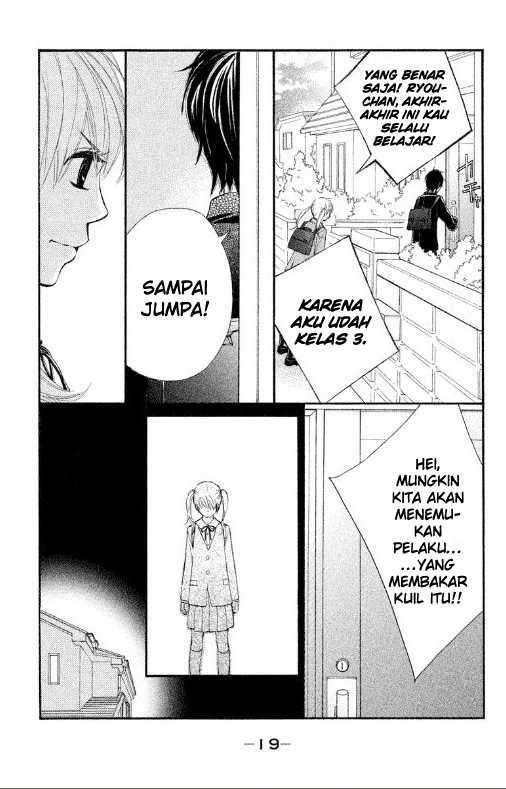 YANG BENAR
SAJA! RYOU-
CHAN, AKHIR-
AKHIR INI KAU
SELALU
BELAJAR!
KARENA
AKU UDAH
KELAS 3.
SAMPAI
JUMPA!
HEI,
MUNGKIN
KITA AKAN
MENEMU-
KAN
PELAKU...
...YANG
MEMBAKAR
KUIL ITU!!
-19-